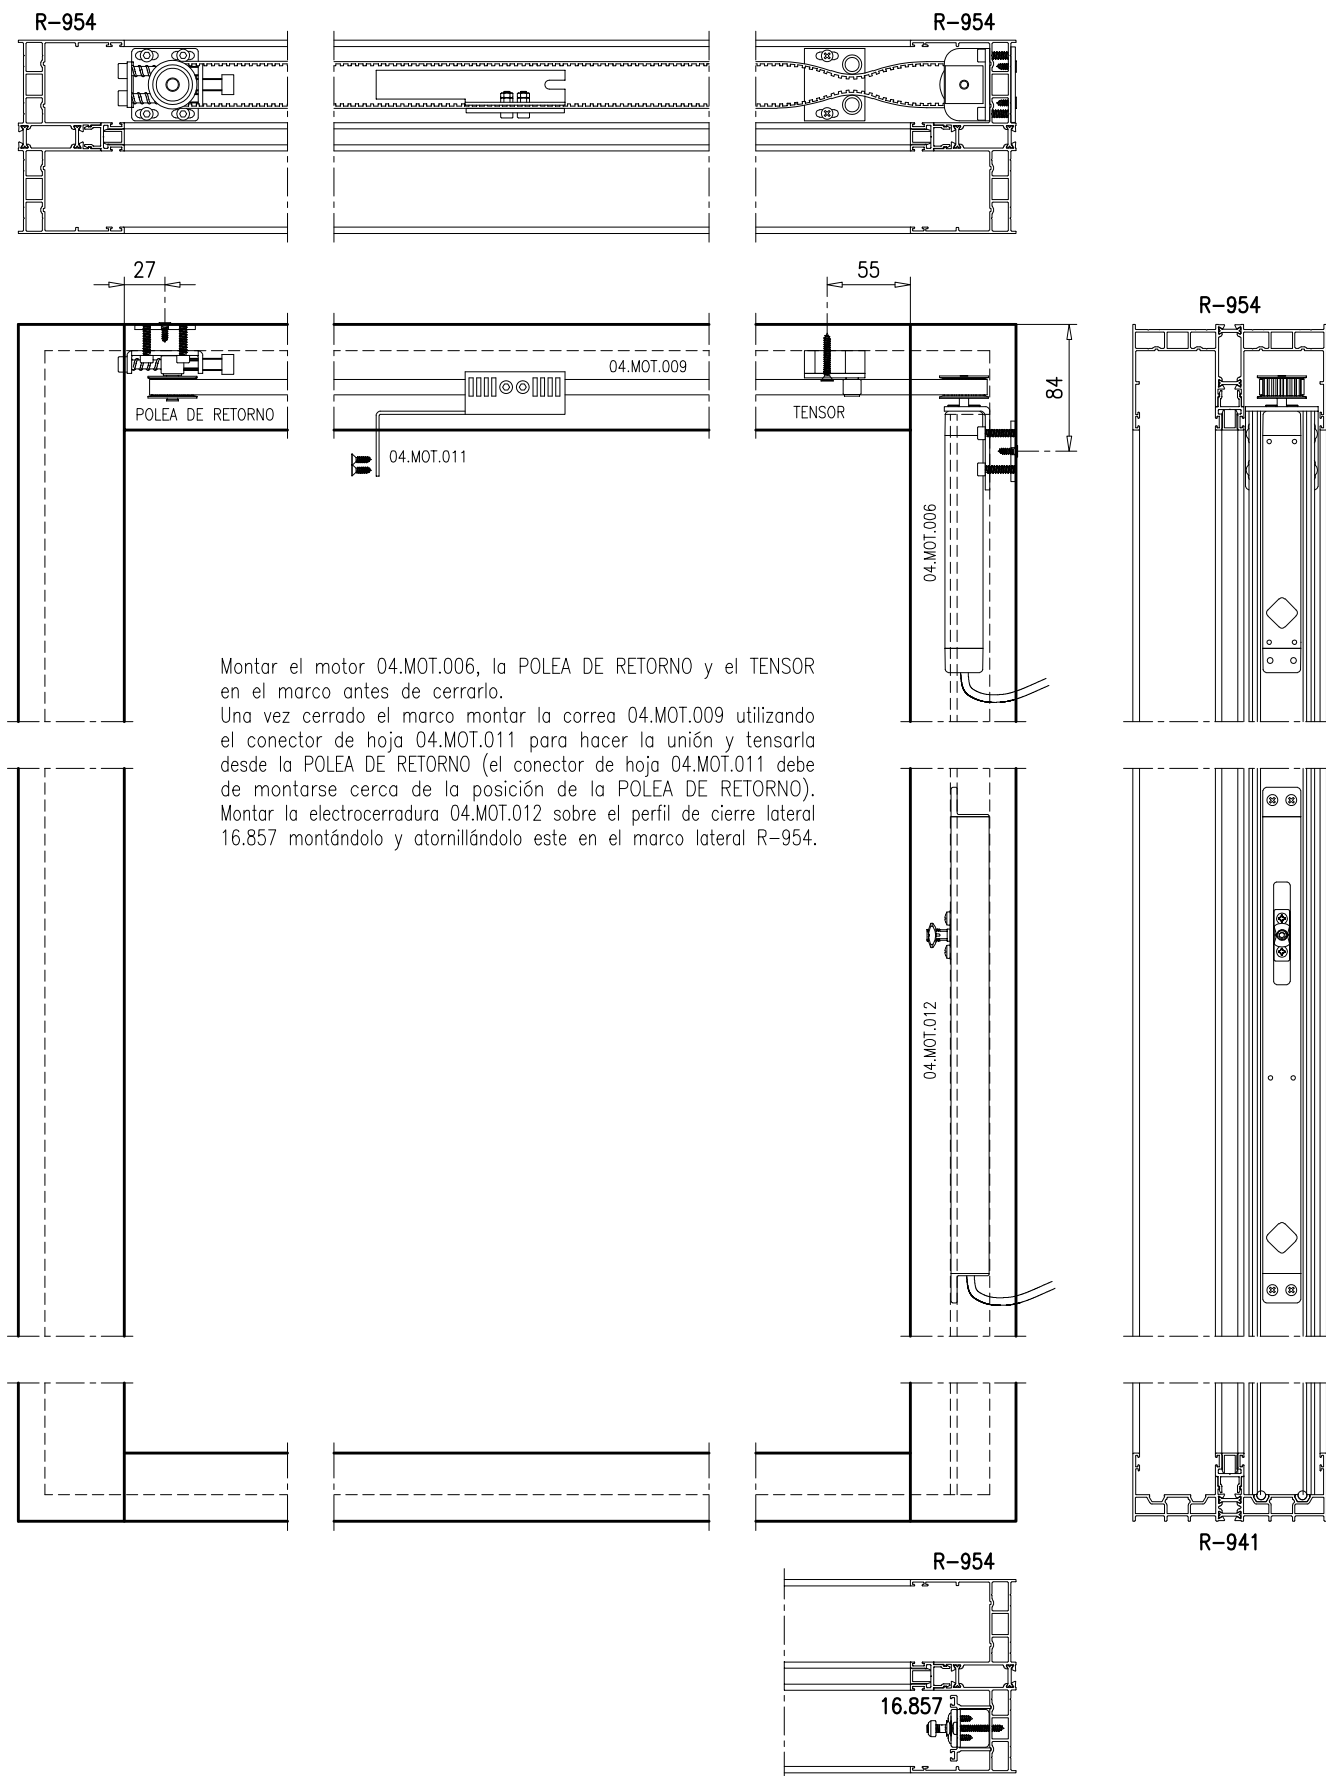 R-954
R-954
27
55
R-954
84
04.MOT.009
POLEA DE RETORNO
TENSOR
04.MOT.011
04.MOT.006
Montar el motor 04.MOT.006, la POLEA DE RETORNO y el TENSOR
en el marco antes de cerrarlo.
Una vez cerrado el marco montar la correa 04.MOT.009 utilizando
el conector de hoja 04.MOT.011 para hacer la unión y tensarla
desde la POLEA DE RETORNO (el conector de hoja 04.MOT.011 debe
de montarse cerca de la posición de la POLEA DE RETORNO).
Montar la electrocerradura 04.MOT.012 sobre el perfil de cierre lateral
16.857 montándolo y atornillándolo este en el marco lateral R-954.
04.MOT.012
R-941
R-954
16.857